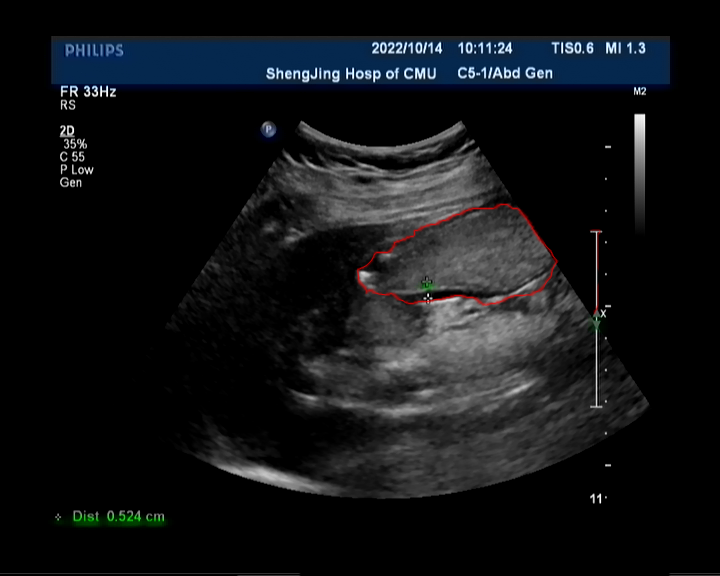 PHILIPS
2022/10/14 10:11:24 TIS0.6 MI 1.3
ShengJing Hosp of CMU C5-1/Abd Gen
FR 33Hz
RS
M2
P
2D
35%
C 55
P Low
Gen
X
11
Dist 0.524 cm